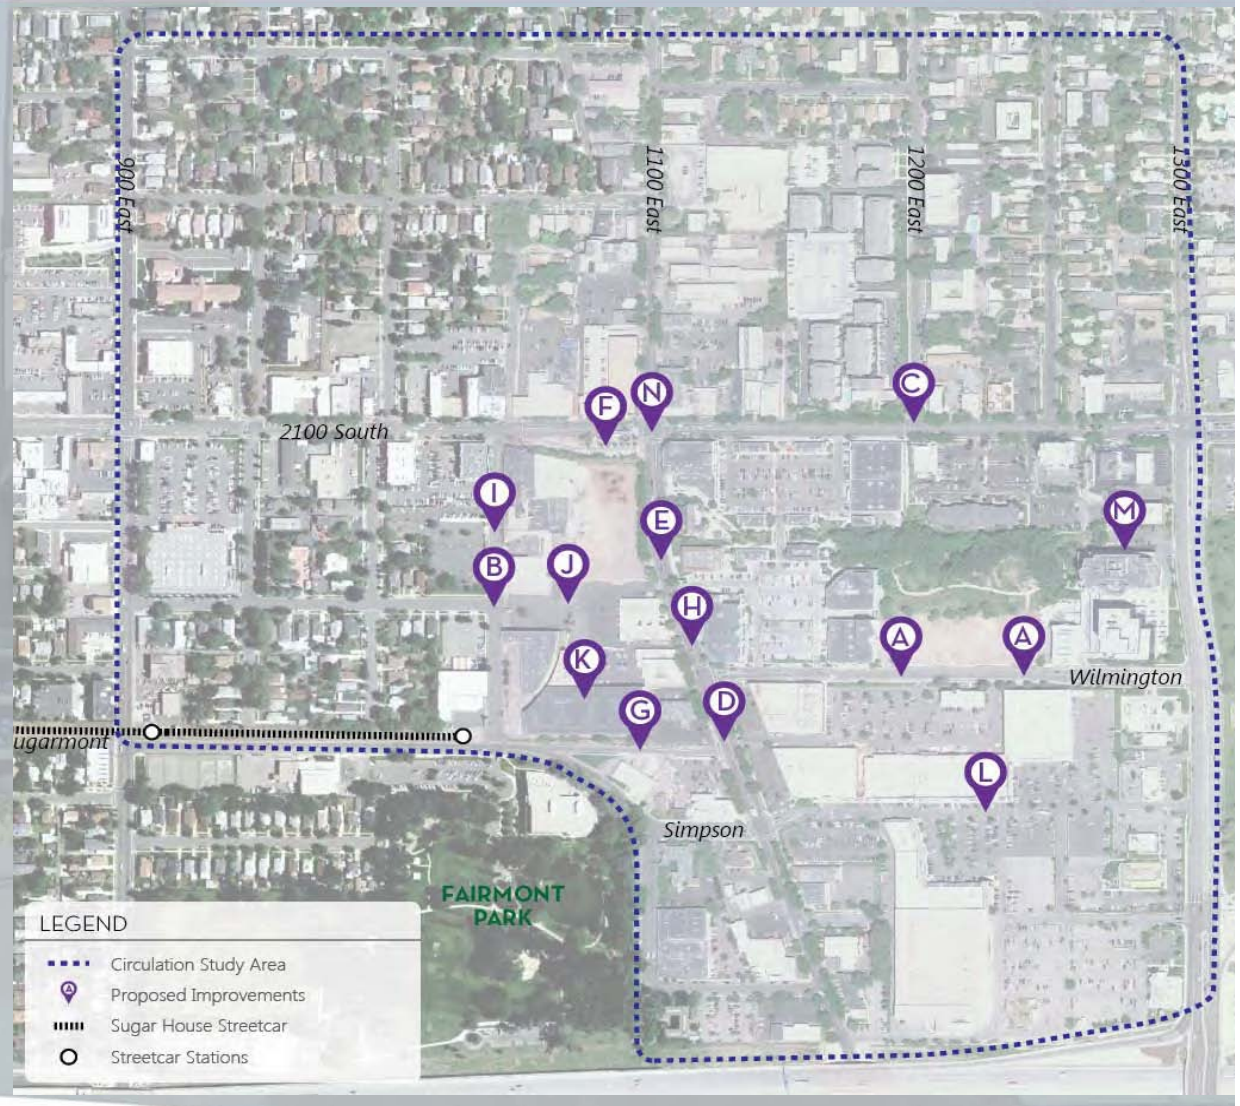 900 East
1100 East
1200 East
1300 East
C
N
F
2100 South
I
M
E
B
J
H
A
A
K
Wilmington
G
D
ugarmont
L
Simpson
FAIRMONT
PARK
LEGEND
Circulation Study Area
A Proposed Improvements
Sugar House Streetcar
Streetcar Stations